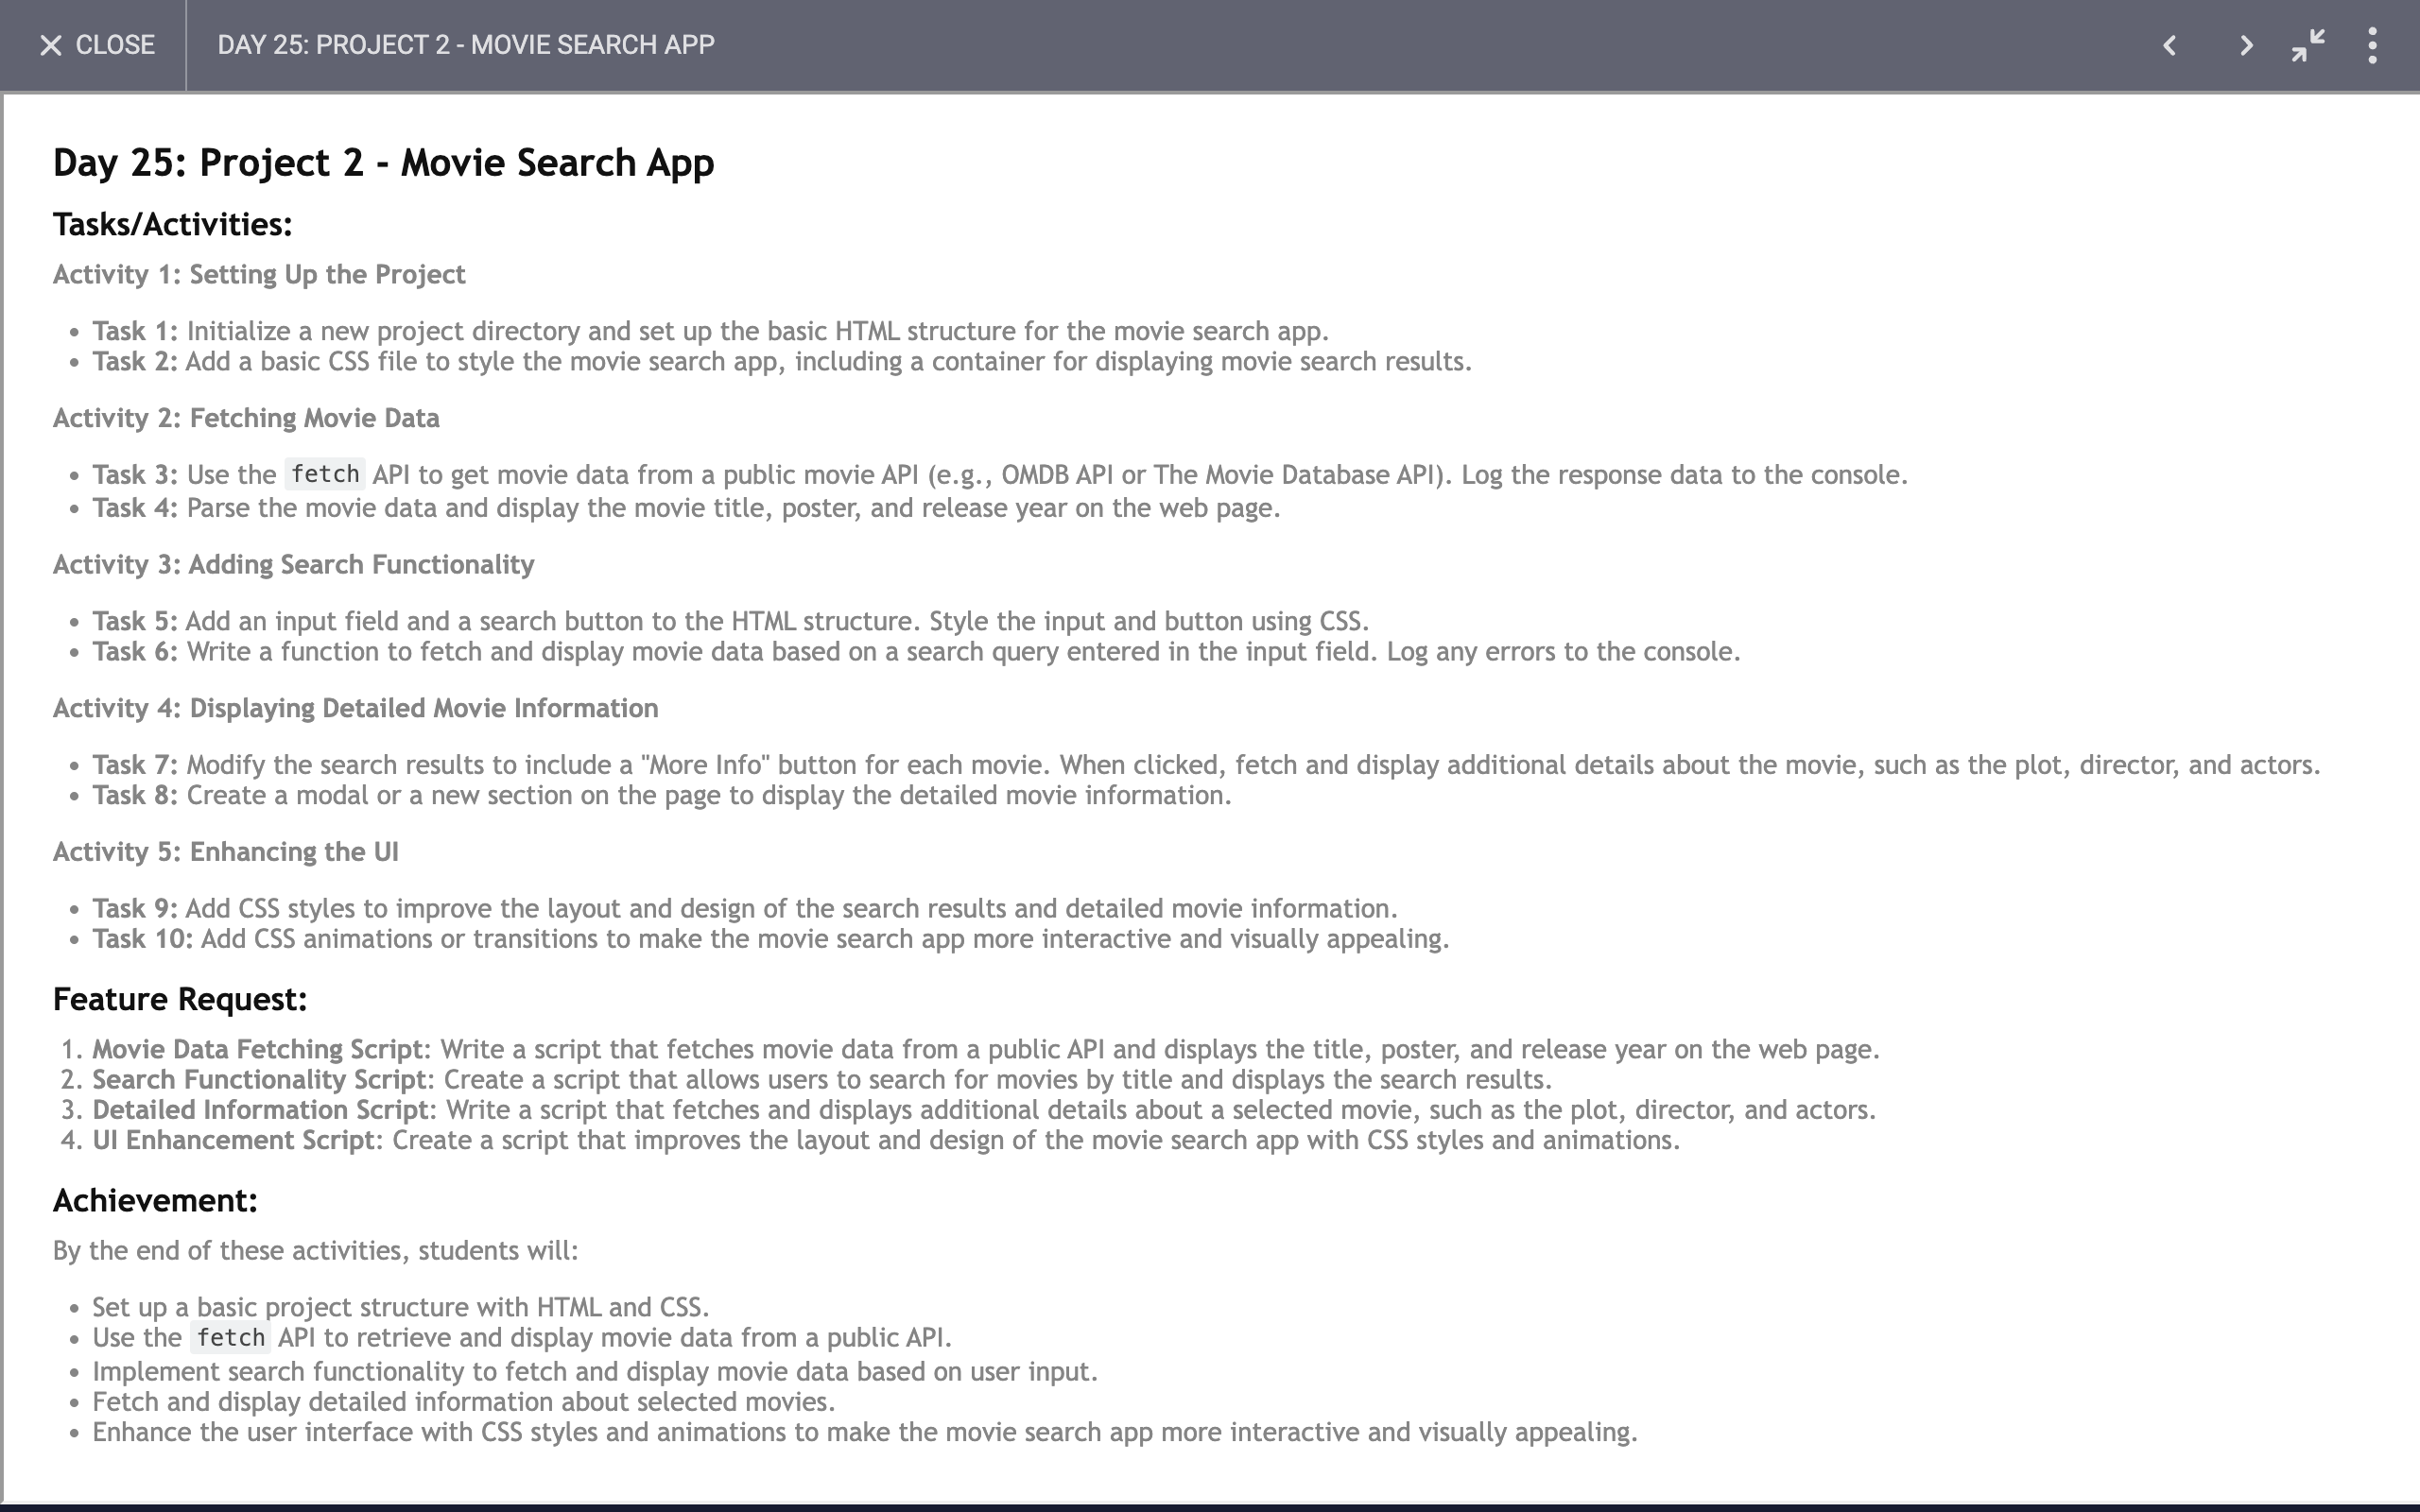 CLOSE
DAY 25: PROJECT 2 - MOVIE SEARCH APP
Day 25: Project 2 - Movie Search App
Tasks/Activities:
Activity 1: Setting Up the Project
• Task 1: Initialize a new project directory and set up the basic HTML structure for the movie search app.
• Task 2: Add a basic CSS file to style the movie search app, including a container for displaying movie search results.
Activity 2: Fetching Movie Data
• Task 3: Use the fetch API to get movie data from a public movie API (e.g., OMDB API or The Movie Database API). Log the response data to the console.
• Task 4: Parse the movie data and display the movie title, poster, and release year on the web page.
Activity 3: Adding Search Functionality
• Task 5: Add an input field and a search button to the HTML structure. Style the input and button using CSS.
• Task 6: Write a function to fetch and display movie data based on a search query entered in the input field. Log any errors to the console.
Activity 4: Displaying Detailed Movie Information
• Task 7: Modify the search results to include a "More Info" button for each movie. When clicked, fetch and display additional details about the movie, such as the plot, director, and actors.
• Task 8: Create a modal or a new section on the page to display the detailed movie information.
Activity 5: Enhancing the UI
• Task 9: Add CSS styles to improve the layout and design of the search results and detailed movie information.
• Task 10: Add CSS animations or transitions to make the movie search app more interactive and visually appealing.
Feature Request:
1. Movie Data Fetching Script: Write a script that fetches movie data from a public API and displays the title, poster, and release year on the web page.
2. Search Functionality Script: Create a script that allows users to search for movies by title and displays the search results.
3. Detailed Information Script: Write a script that fetches and displays additional details about a selected movie, such as the plot, director, and actors.
4. UI Enhancement Script: Create a script that improves the layout and design of the movie search app with CSS styles and animations.
Achievement:
By the end of these activities, students will:
• Set up a basic project structure with HTML and CSS.
• Use the fetch API to retrieve and display movie data from a public API.
• Implement search functionality to fetch and display movie data based on user input.
• Fetch and display detailed information about selected movies.
• Enhance the user interface with CSS styles and animations to make the movie search app more interactive and visually appealing.